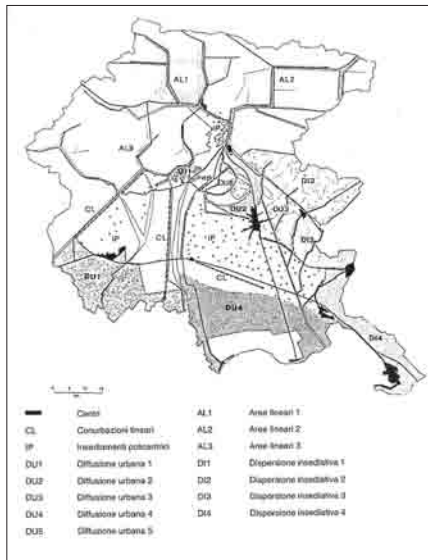 AL1
AL2
IP
AL3
DI2
DU2
DU3
CL
DI3
IP
CL
IP
DU1
CL
DU4
DI4
Centri
AL1 Aree lineari 1
CL Conurbazioni lineari
AL2 Aree lineari 2
IP Insediamenti policentrici
AL3 Aree lineari 3
DU1 Diffusione urbana 1
DI1 Dispersione insediativa 1
DU2 Diffusione urbana 2
DI2 Dispersione insediativa 2
DU3 Diffusione urbana 3
DI3 Dispersione insediativa 3
DU4 Diffusione urbana 4
DI4 Dispersione insediativa 4
DU5 Diffusione urbana 5